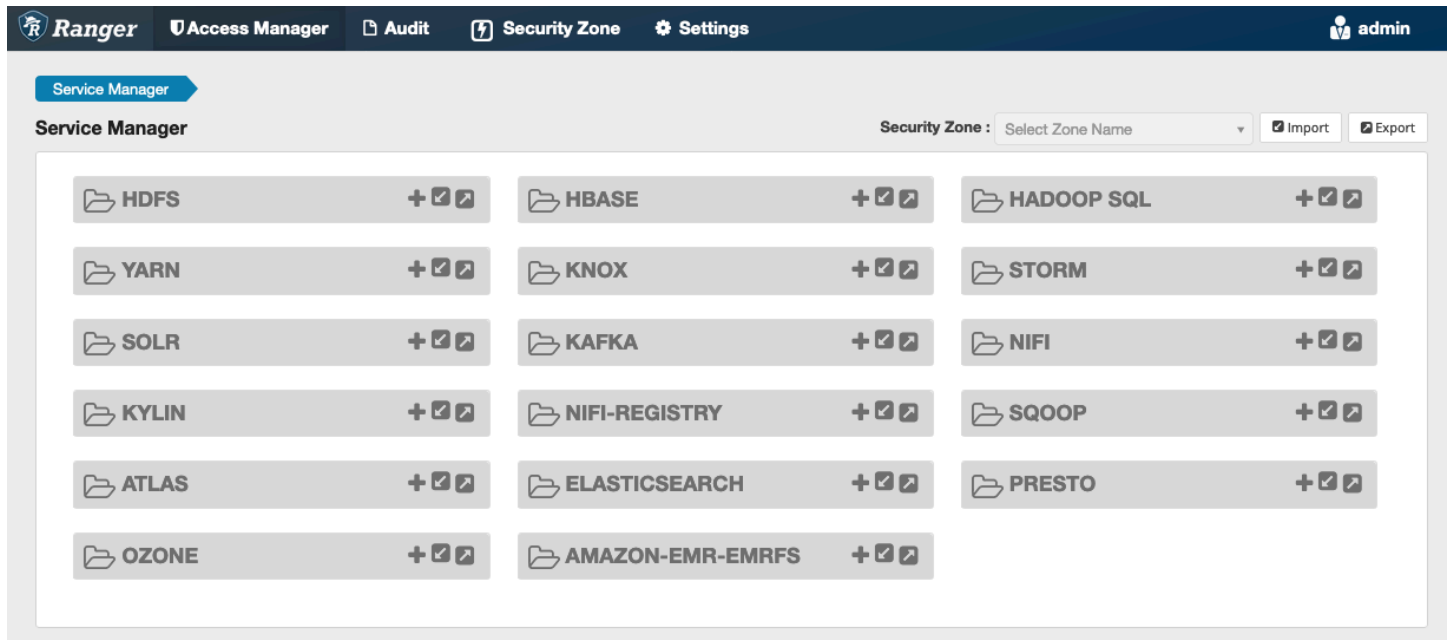 Ranger Access Manager Audit Security Zone Settings admin
Service Manager
Service Manager Security Zone : Select Zone Name Import Export
HDFS HBASE HADOOP SQL
YARN KNOX STORM
SOLR KAFKA NIFI
KYLIN NIFI-REGISTRY SQOOP
ATLAS ELASTICSEARCH PRESTO
OZONE AMAZON-EMR-EMRFS